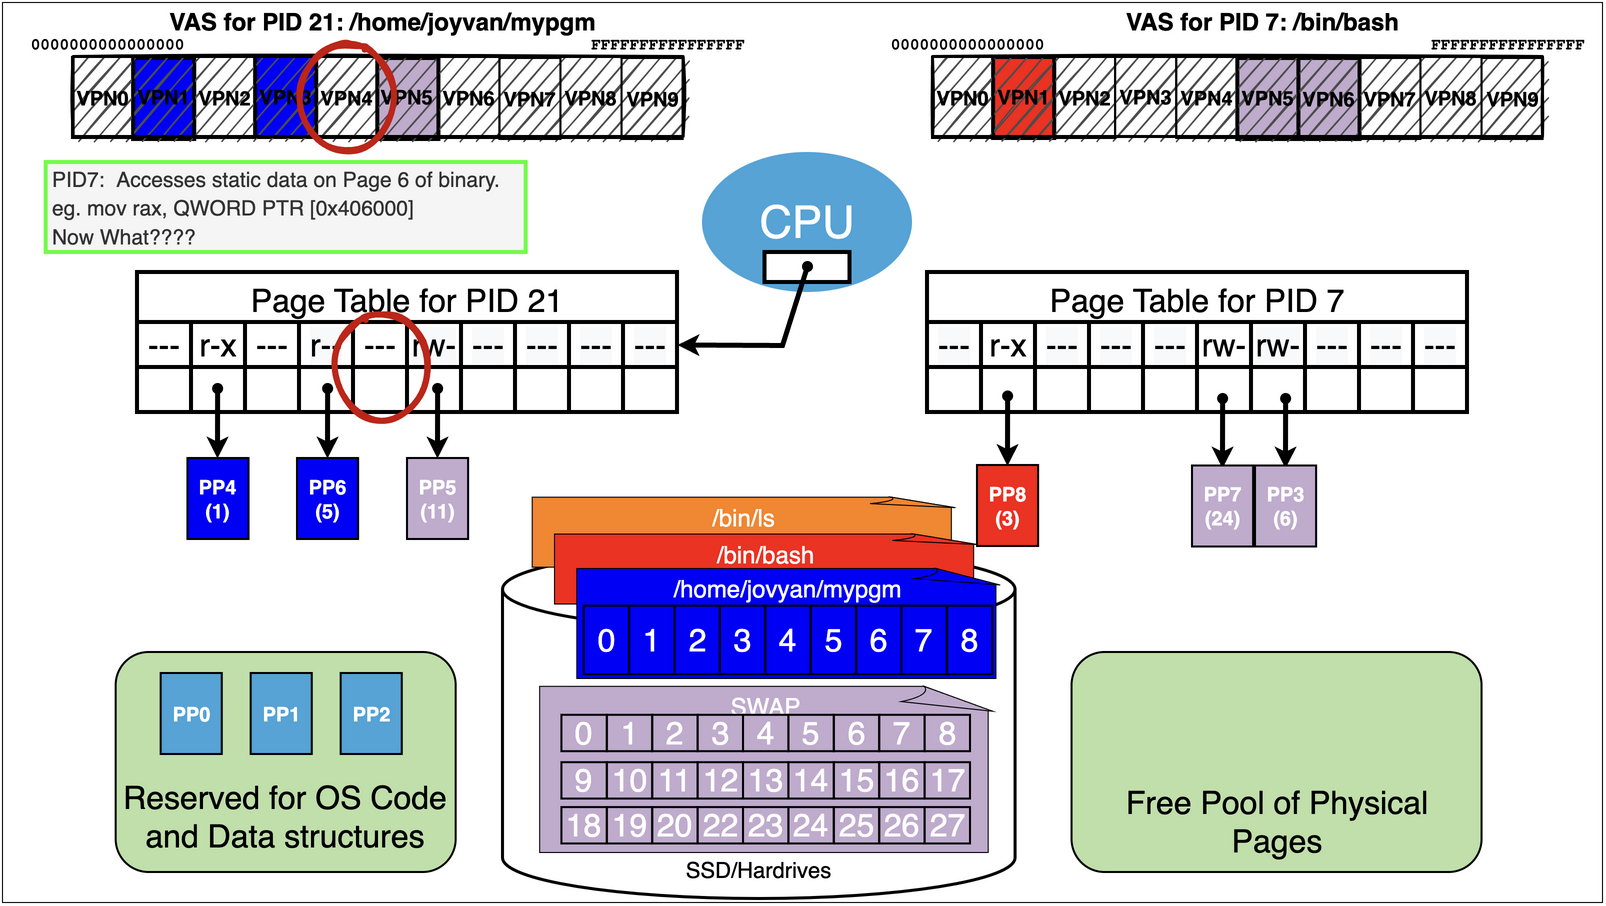 VAS for PID 21: /home/joyvan/mypgm
0000000000000000
FFFFFFFFFFFFFFFF
VPN0 VPN1 VPN2 VPN3 VPN4 VPN5 VPN6 VPN7 VPN8 VPN9
VAS for PID 7: /bin/bash
0000000000000000
FFFFFFFFFFFFFFFF
VPN0 VPN1 VPN2 VPN3 VPN4 VPN5 VPN6 VPN7 VPN8 VPN9
PID7: Accesses static data on Page 6 of binary.
eg. mov rax, QWORD PTR [0x406000]
Now What????
CPU
Page Table for PID 21
--- r-x --- r-- --- rw- --- --- --- ---
PP4
(1)
PP6
(5)
PP5
(11)
Page Table for PID 7
--- r-x --- --- --- rw- rw- --- --- ---
PP8
(3)
PP7
(24)
PP3
(6)
/bin/ls
/bin/bash
/home/jovyan/mypgm
0 1 2 3 4 5 6 7 8
SWAP
0 1 2 3 4 5 6 7 8
9 10 11 12 13 14 15 16 17
18 19 20 22 23 24 25 26 27
SSD/Hardrives
PP0 PP1 PP2
Reserved for OS Code
and Data structures
Free Pool of Physical
Pages